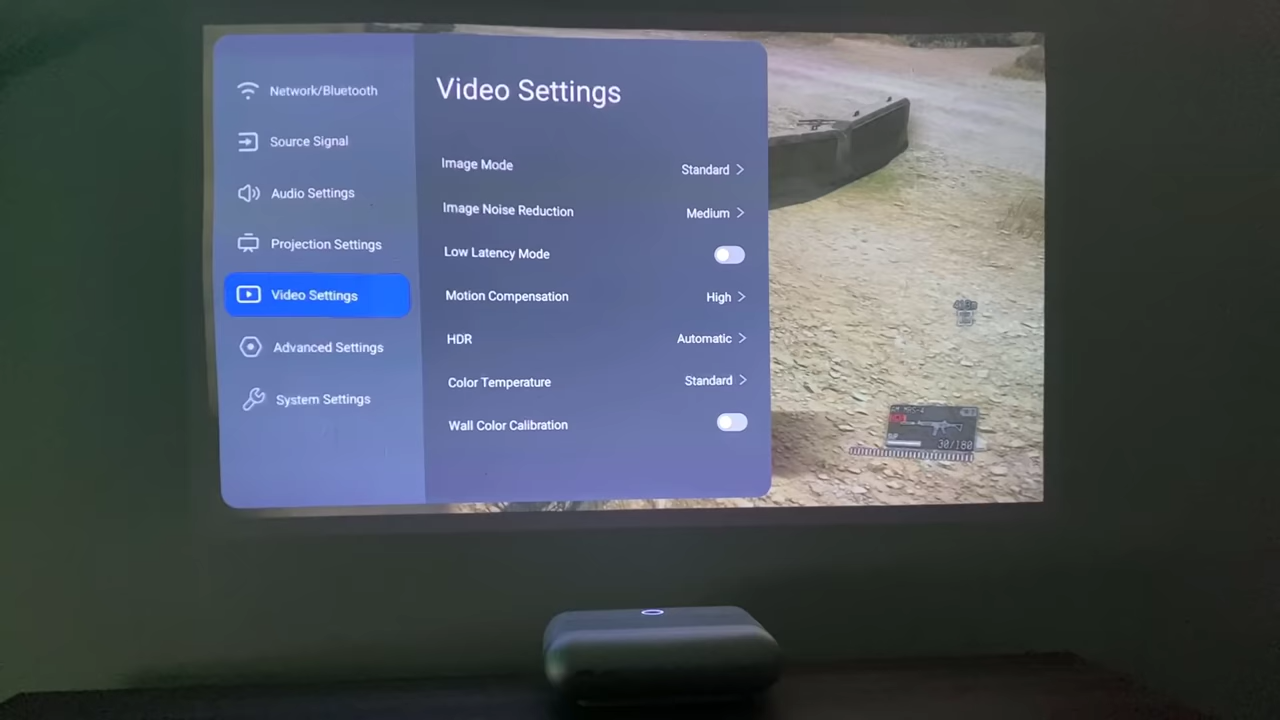 Network/Bluetooth
Source Signal
Audio Settings
Projection Settings
Video Settings
Advanced Settings
System Settings
Video Settings
Image Mode Standard
Image Noise Reduction Medium
Low Latency Mode
Motion Compensation High
HDR Automatic
Color Temperature Standard
Wall Color Calibration
30/180